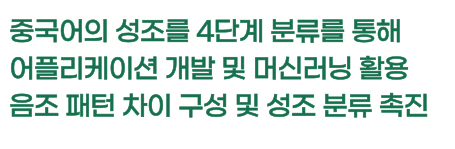 중국어의 성조를 4단계 분류를 통해
어플리케이션 개발 및 머신러닝 활용
음조 패턴 차이 구성 및 성조 분류 촉진